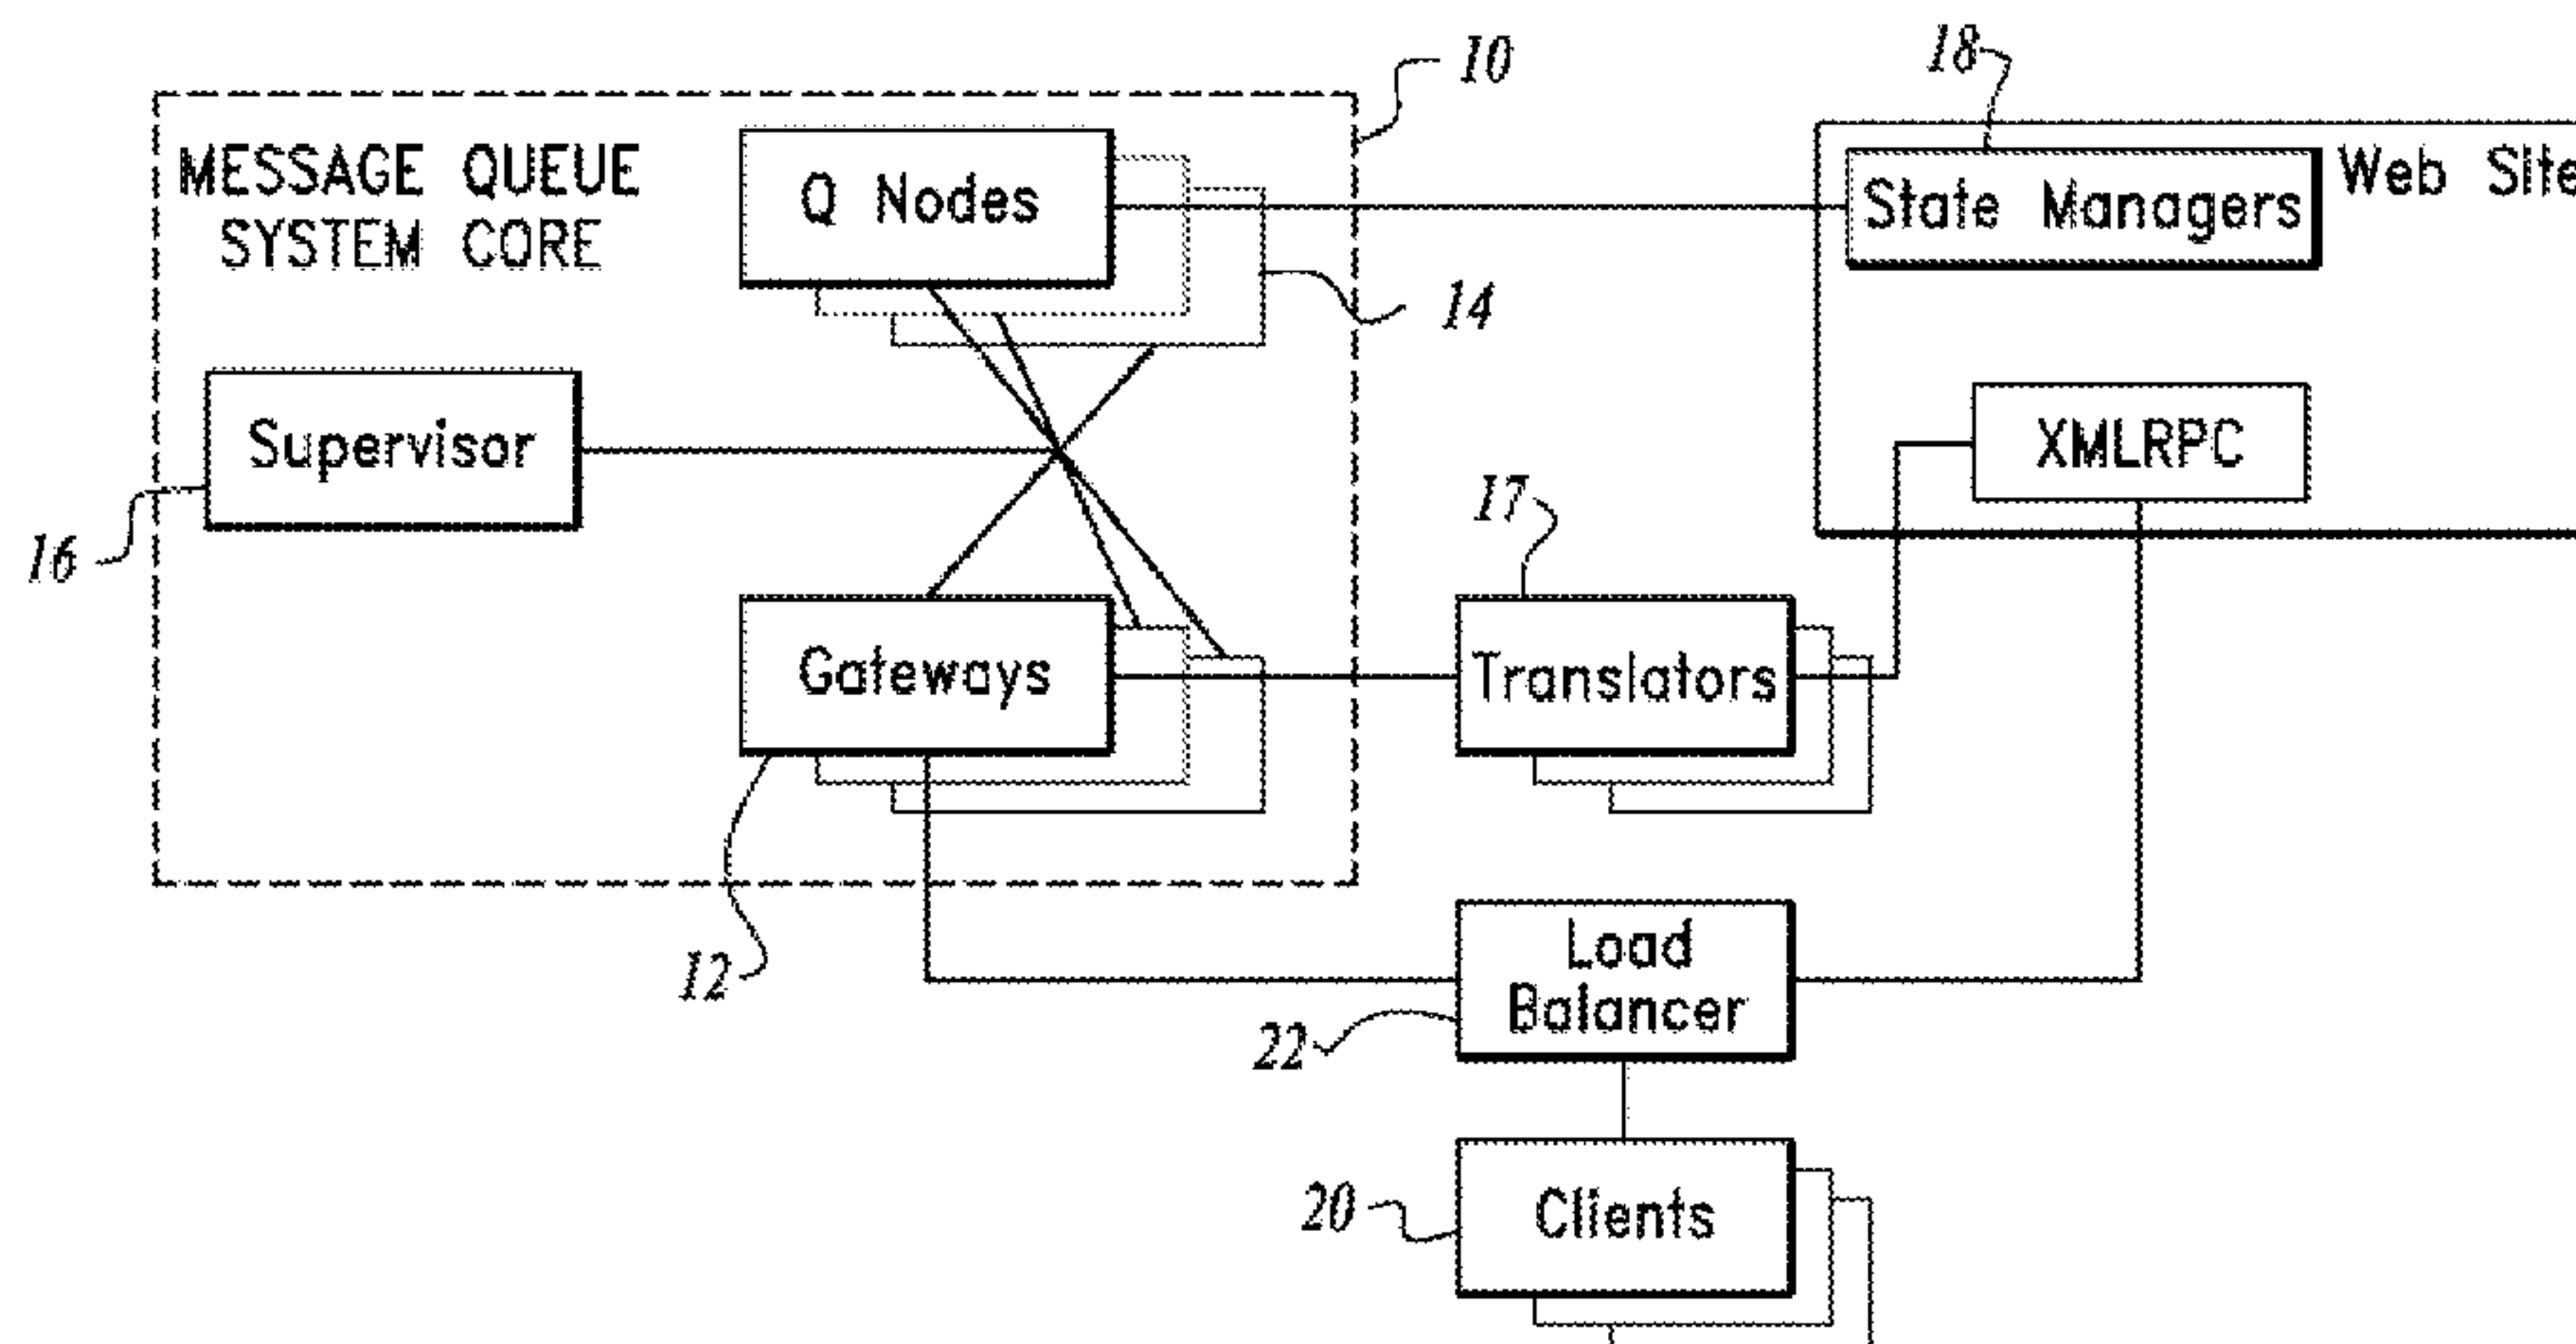 10
18
MESSAGE QUEUE
SYSTEM CORE
Q Nodes
State Managers
Web Site
14
Supervisor
XMLRPC
16
17
Gateways
Translators
12
Load
Balancer
22
20
Clients